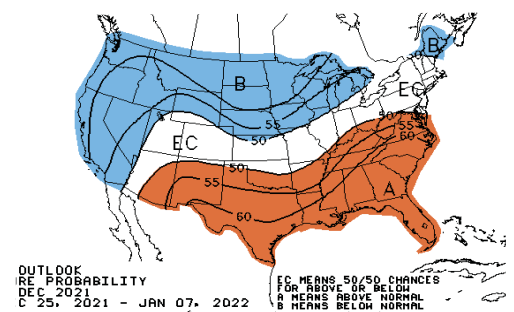 B
B
EC
50
55
60
EC
55
50
50
55
60
A
OUTLOOK
RE PROBABILITY
DEC 2021
C 25, 2021 - JAN 07, 2022
EC MEANS 50/50 CHANCES
FOR ABOVE OR BELOW
A MEANS ABOVE NORMAL
B MEANS BELOW NORMAL